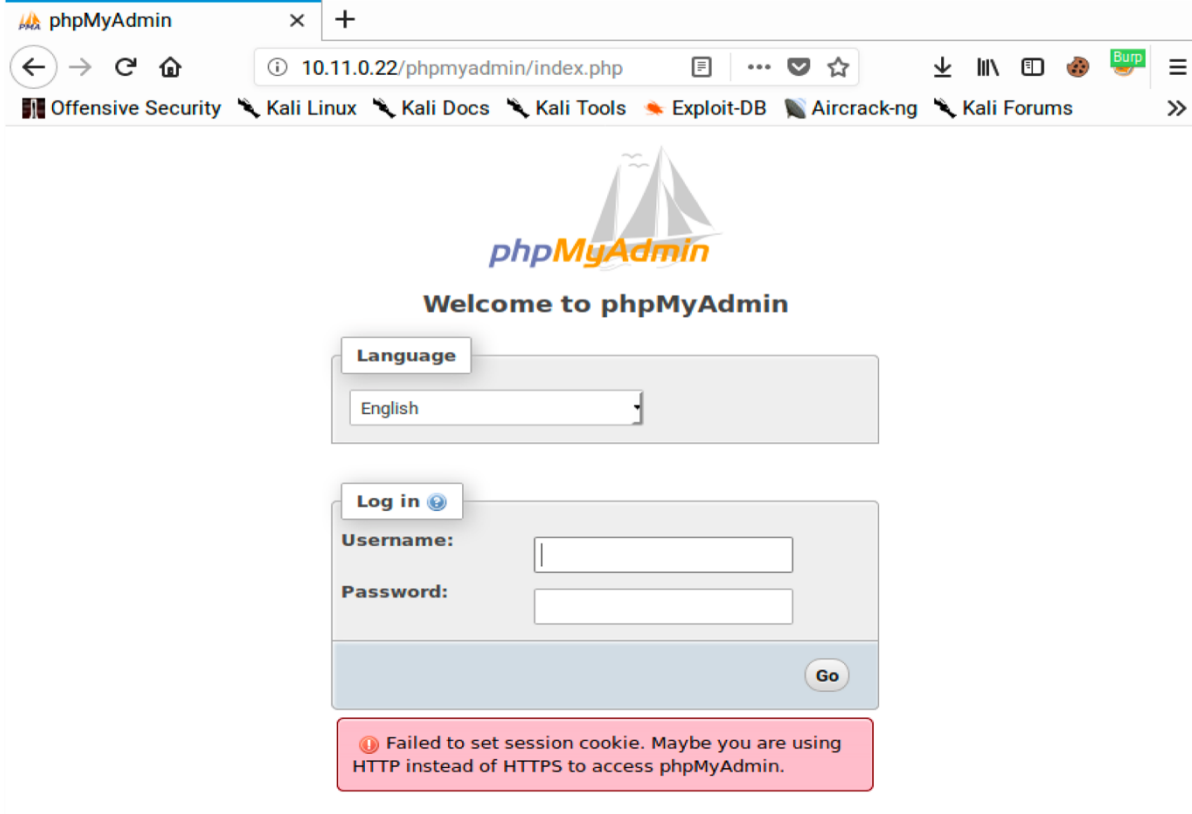 phpMyAdmin
10.11.0.22/phpmyadmin/index.php
Burp
Offensive Security Kali Linux Kali Docs Kali Tools Exploit-DB Aircrack-ng Kali Forums
phpMyAdmin
Welcome to phpMyAdmin
Language
English
Log in
Username:
Password:
Go
Failed to set session cookie. Maybe you are using
HTTP instead of HTTPS to access phpMyAdmin.